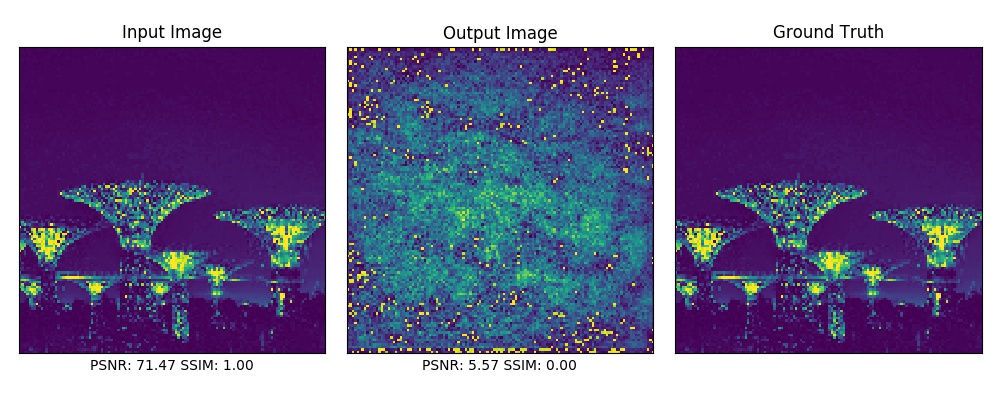 Input Image
Output Image
Ground Truth
PSNR: 71.47 SSIM: 1.00
PSNR: 5.57 SSIM: 0.00